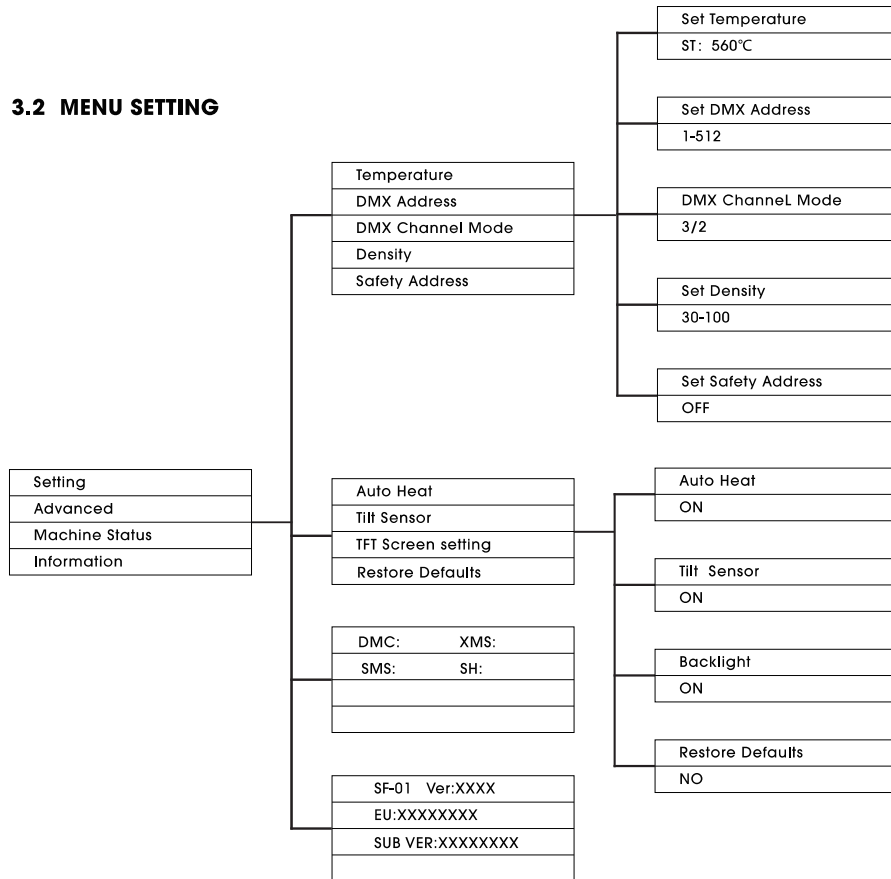 3.2 MENU SETTING
Setting
Advanced
Machine Status
Information
Temperature
DMX Address
DMX Channel Mode
Density
Safety Address
Set Temperature
ST: 560℃
Set DMX Address
1-512
DMX ChanneL Mode
3/2
Set Density
30-100
Set Safety Address
OFF
Auto Heat
Tilt Sensor
TFT Screen setting
Restore Defaults
Auto Heat
ON
Tilt Sensor
ON
Backlight
ON
Restore Defaults
NO
DMC: XMS:
SMS: SH:
SF-01 Ver:XXXX
EU:XXXXXXXX
SUB VER:XXXXXXXX